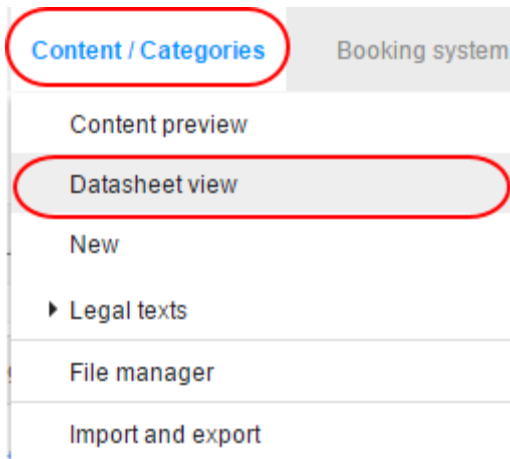 Content / Categories Booking system
Content preview
Datasheet view
New
Legal texts
File manager
Import and export